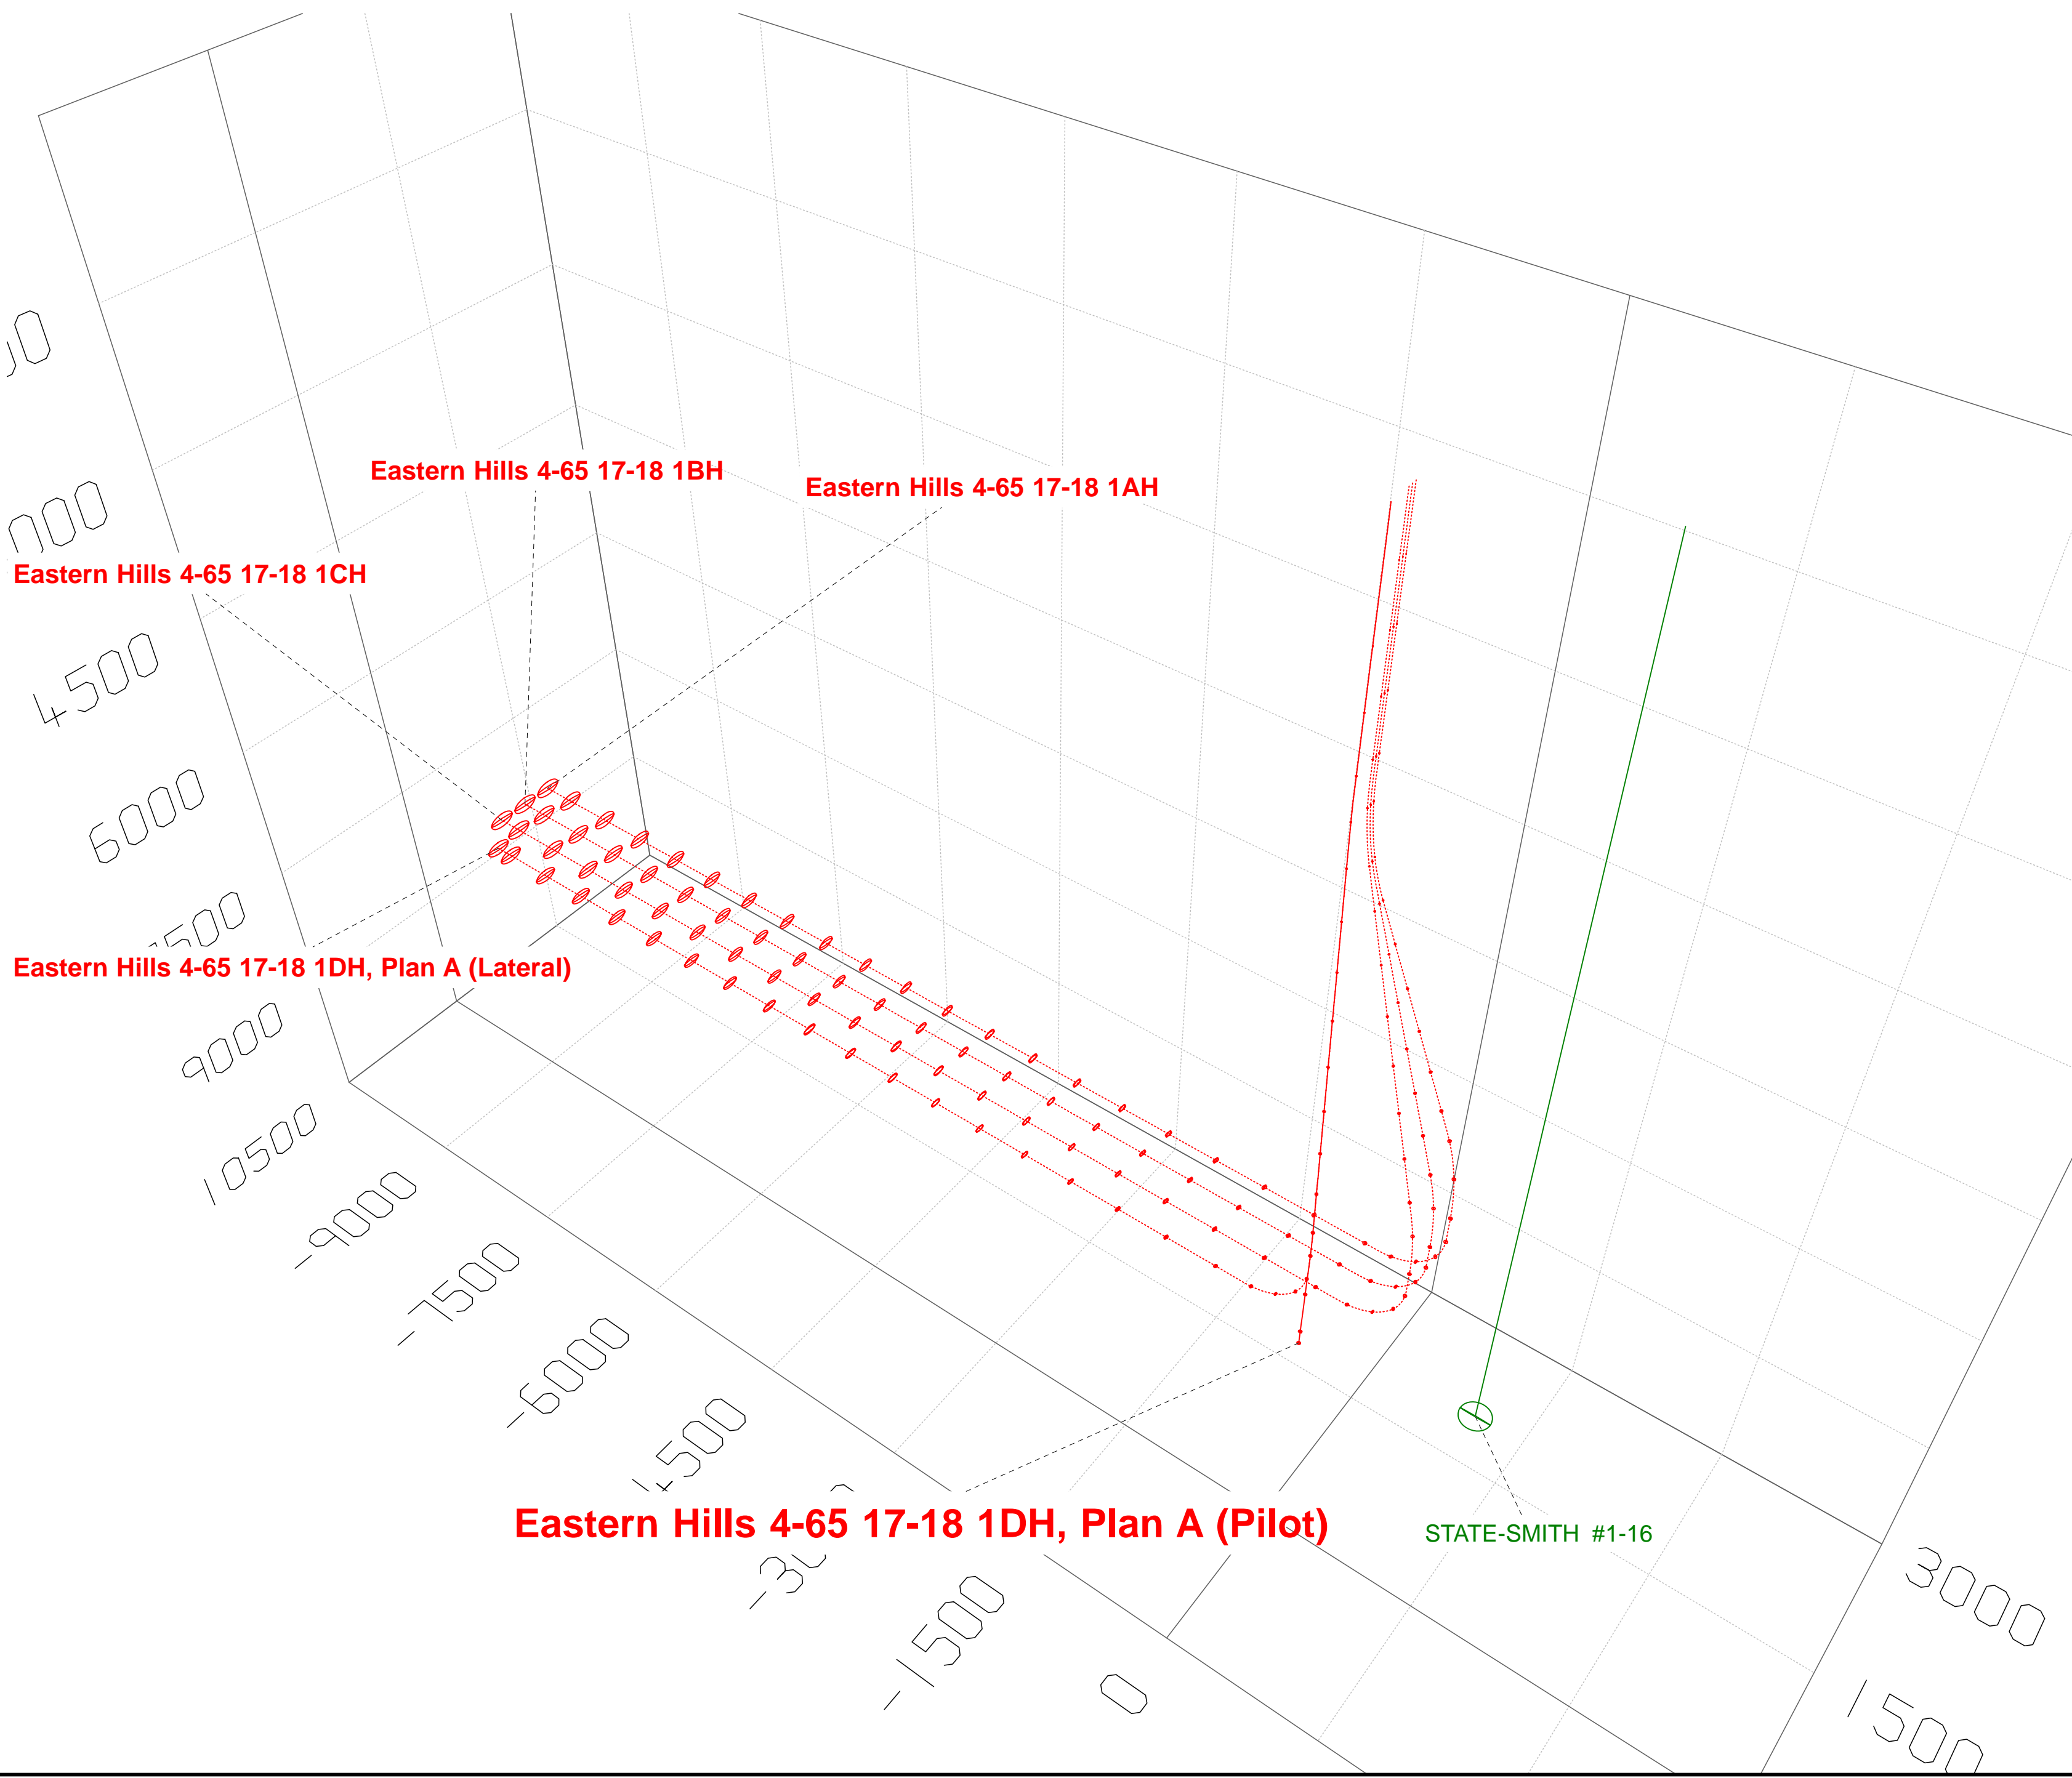 Eastern Hills 4-65 17-18 1BH
Eastern Hills 4-65 17-18 1AH
Eastern Hills 4-65 17-18 1CH
4500
6000
Eastern Hills 4-65 17-18 1DH, Plan A (Lateral)
9000
10500
-9000
-7500
-6000
Eastern Hills 4-65 17-18 1DH, Plan A (Pilot)
STATE-SMITH #1-16
-1500
0
3000
1500